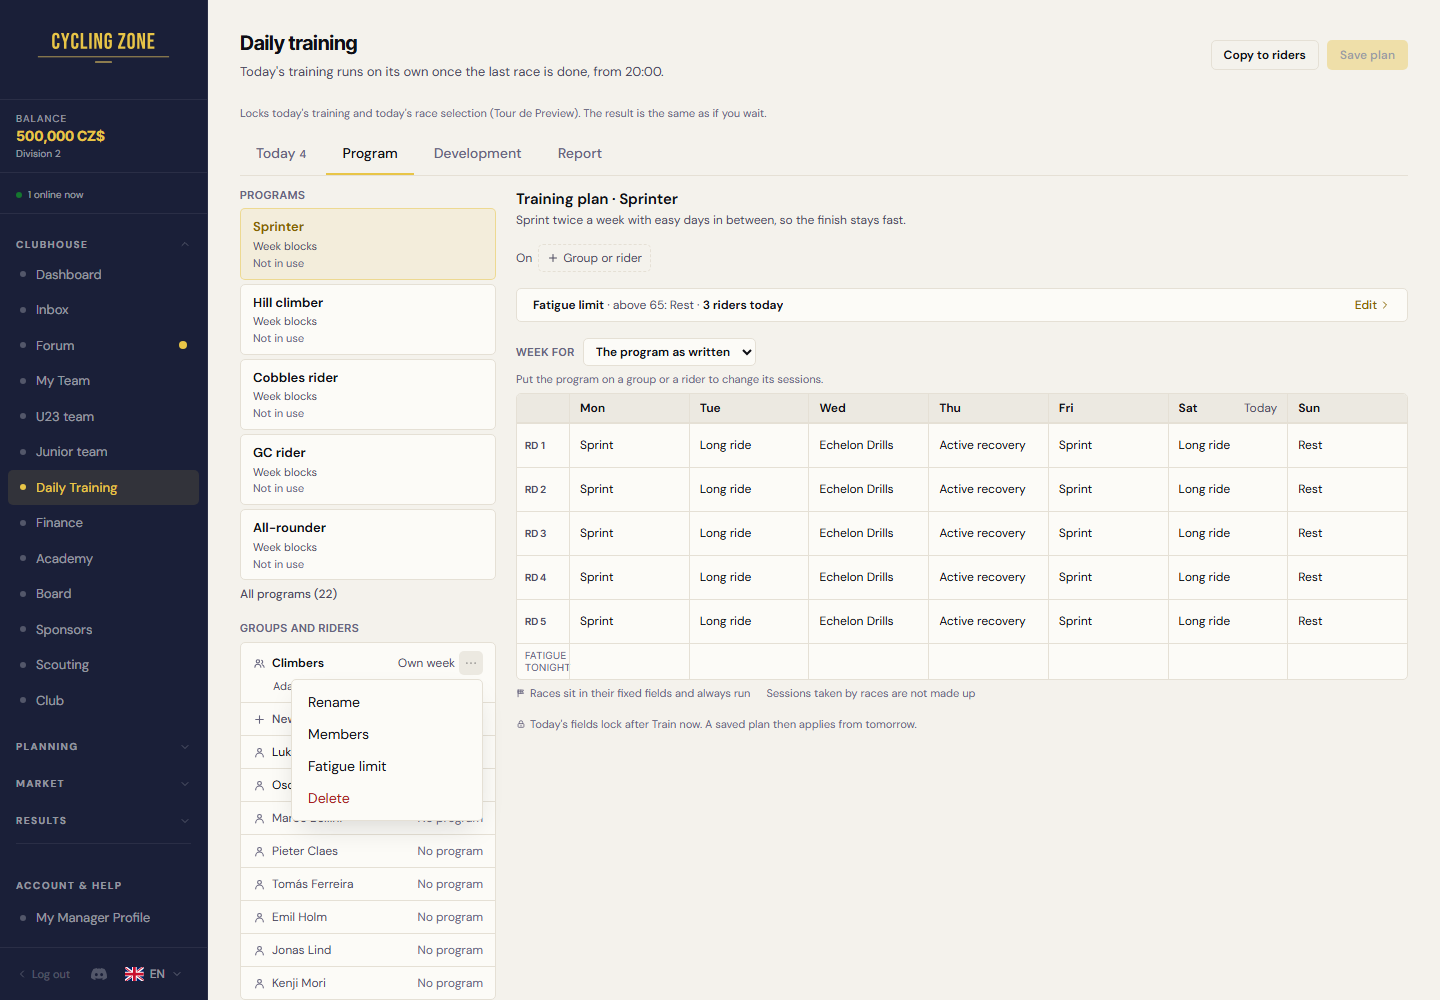 CYCLING ZONE
BALANCE
500,000 CZ$
Division 2
1 online now
CLUBHOUSE
Dashboard
Inbox
Forum
My Team
U23 team
Junior team
Daily Training
Finance
Academy
Board
Sponsors
Scouting
Club
PLANNING
MARKET
RESULTS
ACCOUNT & HELP
My Manager Profile
Log out
EN
Daily training
Today's training runs on its own once the last race is done, from 20:00.
Copy to riders
Save plan
Locks today's training and today's race selection (Tour de Preview). The result is the same as if you wait.
Today 4 Program Development Report
PROGRAMS
Sprinter
Week blocks
Not in use
Hill climber
Week blocks
Not in use
Cobbles rider
Week blocks
Not in use
GC rider
Week blocks
Not in use
All-rounder
Week blocks
Not in use
All programs (22)
GROUPS AND RIDERS
Climbers Own week ...
Rename
Members
Fatigue limit
Delete
Pieter Claes No program
Tomás Ferreira No program
Emil Holm No program
Jonas Lind No program
Kenji Mori No program
Training plan · Sprinter
Sprint twice a week with easy days in between, so the finish stays fast.
On + Group or rider
Fatigue limit · above 65: Rest · 3 riders today Edit
WEEK FOR The program as written
Put the program on a group or a rider to change its sessions.
Mon Tue Wed Thu Fri Sat Today Sun
RD 1 Sprint Long ride Echelon Drills Active recovery Sprint Long ride Rest
RD 2 Sprint Long ride Echelon Drills Active recovery Sprint Long ride Rest
RD 3 Sprint Long ride Echelon Drills Active recovery Sprint Long ride Rest
RD 4 Sprint Long ride Echelon Drills Active recovery Sprint Long ride Rest
RD 5 Sprint Long ride Echelon Drills Active recovery Sprint Long ride Rest
FATIGUE
TONIGHT
Races sit in their fixed fields and always run Sessions taken by races are not made up
Today's fields lock after Train now. A saved plan then applies from tomorrow.